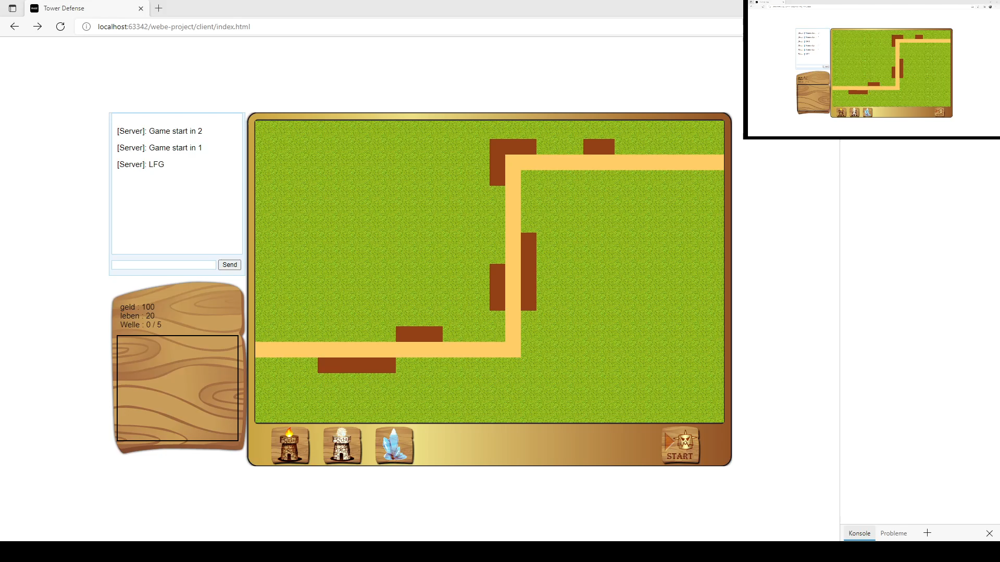 Tower Defense
localhost:63342/webe-project/client/index.html
[Server]: Game start in 2
[Server]: Game start in 1
[Server]: LFG
Send
geld : 100
leben : 20
Welle : 0 / 5
START
Konsole
Probleme